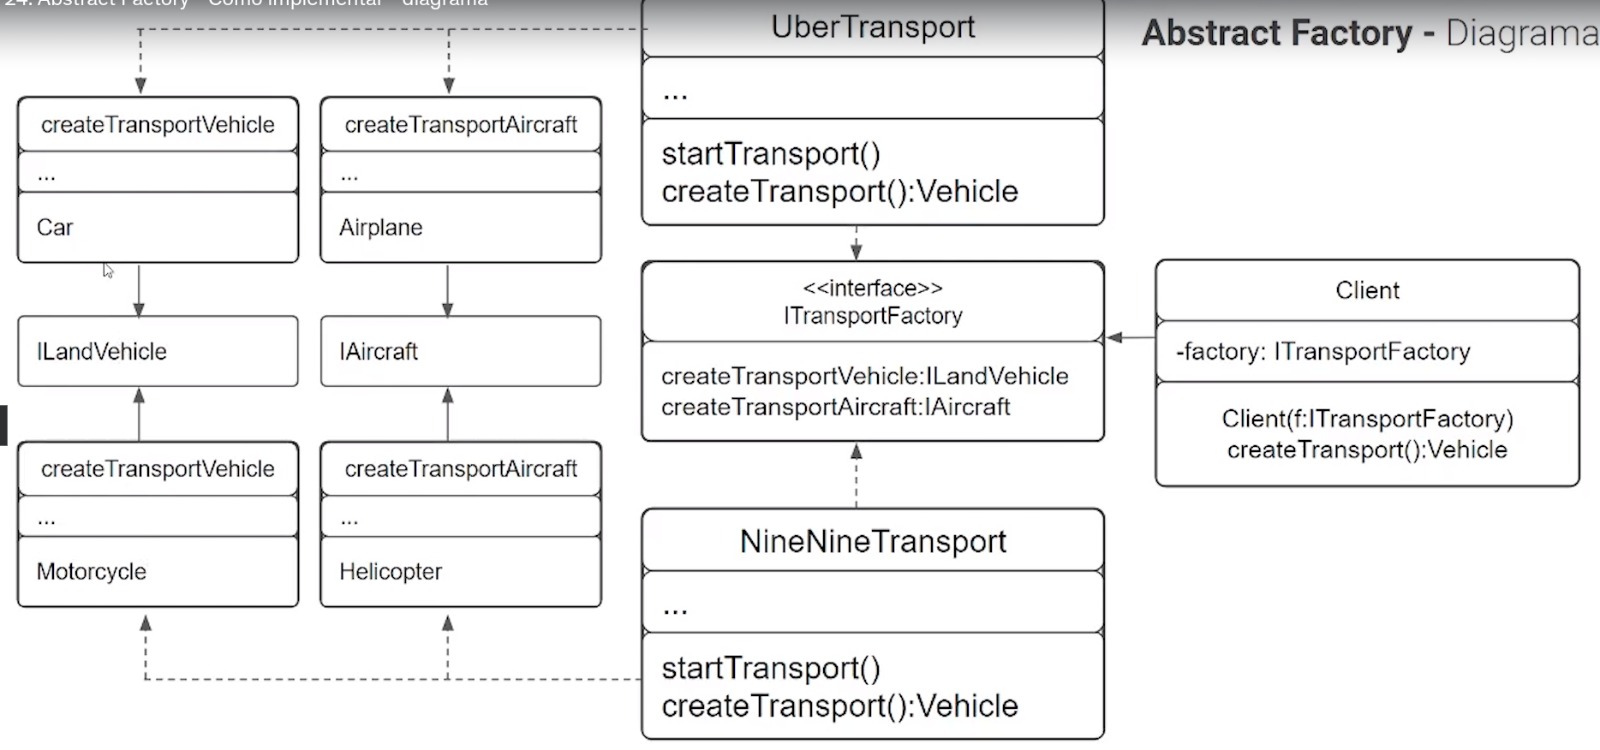 24. Abstract Factory - Como implementar - diagrama
Abstract Factory - Diagrama
UberTransport
...
startTransport()
createTransport():Vehicle
createTransportVehicle
...
Car
createTransportAircraft
...
Airplane
ILandVehicle
IAircraft
<<interface>>
ITransportFactory
createTransportVehicle:ILandVehicle
createTransportAircraft:IAircraft
Client
-factory: ITransportFactory
Client(f:ITransportFactory)
createTransport():Vehicle
createTransportVehicle
...
Motorcycle
createTransportAircraft
...
Helicopter
NineNineTransport
...
startTransport()
createTransport():Vehicle